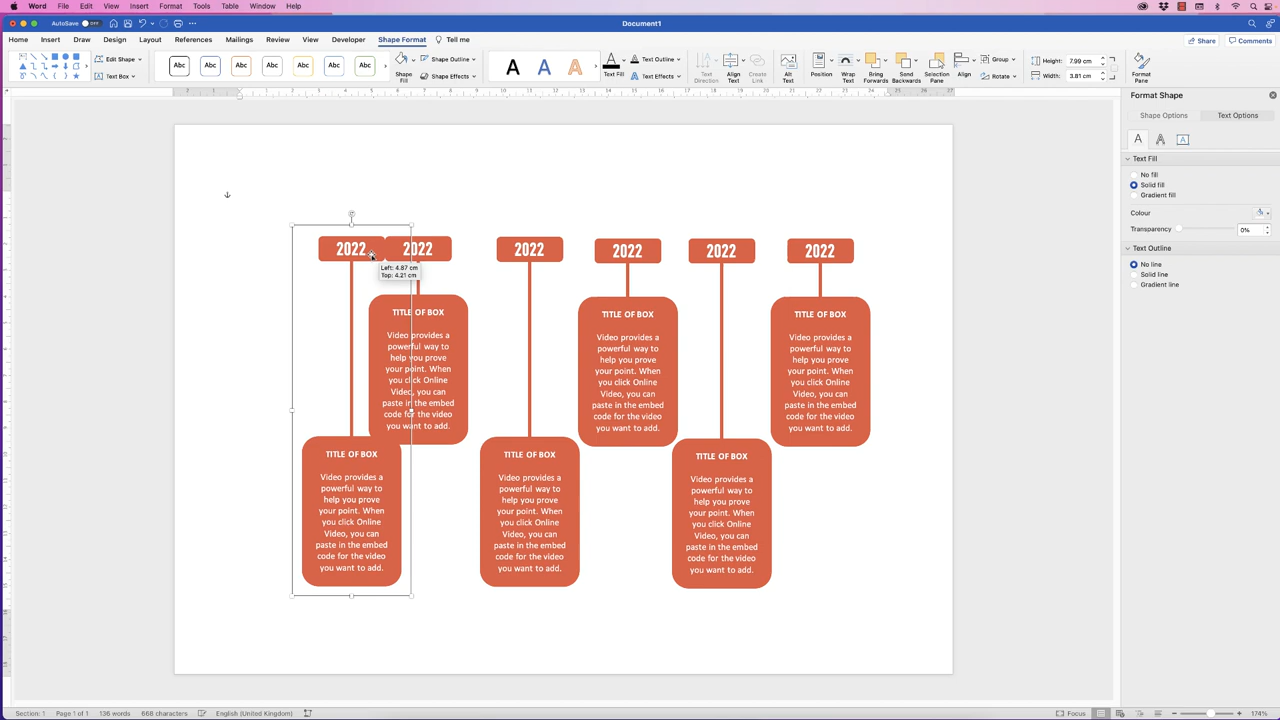 Word File Edit View Insert Format Tools Table Window Help
AutoSave OFF Document1
Home Insert Draw Design Layout References Mailings Review View Developer Shape Format Tell me Share Comments
Edit Shape Text Box
Abc Abc Abc Abc Abc Abc Abc
Shape Fill Shape Outline Shape Effects
A A A
Text Fill Text Outline Text Effects
Text Direction Align Text Create Link Alt Text
Position Wrap Text Bring Forwards Send Backwards Selection Pane Align Group Rotate
Height: 7.99 cm
Width: 3.81 cm
Format Pane
Format Shape
Shape Options Text Options
Text Fill
No fill
Solid fill
Gradient fill
Colour
Transparency 0%
Text Outline
No line
Solid line
Gradient line
2022 2022 2022 2022 2022 2022
Left: 4.87 cm
Top: 4.21 cm
TITLE OF BOX
Video provides a
powerful way to
help you prove
your point. When
you click Online
Video, you can
paste in the embed
code for the video
you want to add.
TITLE OF BOX
Video provides a
powerful way to
help you prove
your point. When
you click Online
Video, you can
paste in the embed
code for the video
you want to add.
TITLE OF BOX
Video provides a
powerful way to
help you prove
your point. When
you click Online
Video, you can
paste in the embed
code for the video
you want to add.
TITLE OF BOX
Video provides a
powerful way to
help you prove
your point. When
you click Online
Video, you can
paste in the embed
code for the video
you want to add.
TITLE OF BOX
Video provides a
powerful way to
help you prove
your point. When
you click Online
Video, you can
paste in the embed
code for the video
you want to add.
TITLE OF BOX
Video provides a
powerful way to
help you prove
your point. When
you click Online
Video, you can
paste in the embed
code for the video
you want to add.
Section: 1 Page 1 of 1 136 words 668 characters English (United Kingdom) Focus 174%